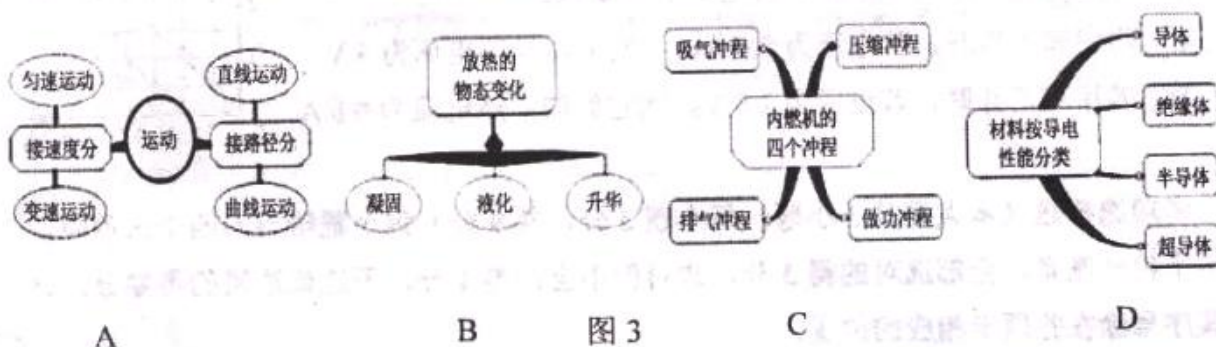 匀速运动
直线运动
接速度分
运动
接路径分
变速运动
曲线运动
A
放热的
物态变化
凝固
液化
升华
B
图 3
吸气冲程
压缩冲程
内燃机的
四个冲程
排气冲程
做功冲程
C
导体
绝缘体
材料按导电
性能分类
半导体
超导体
D